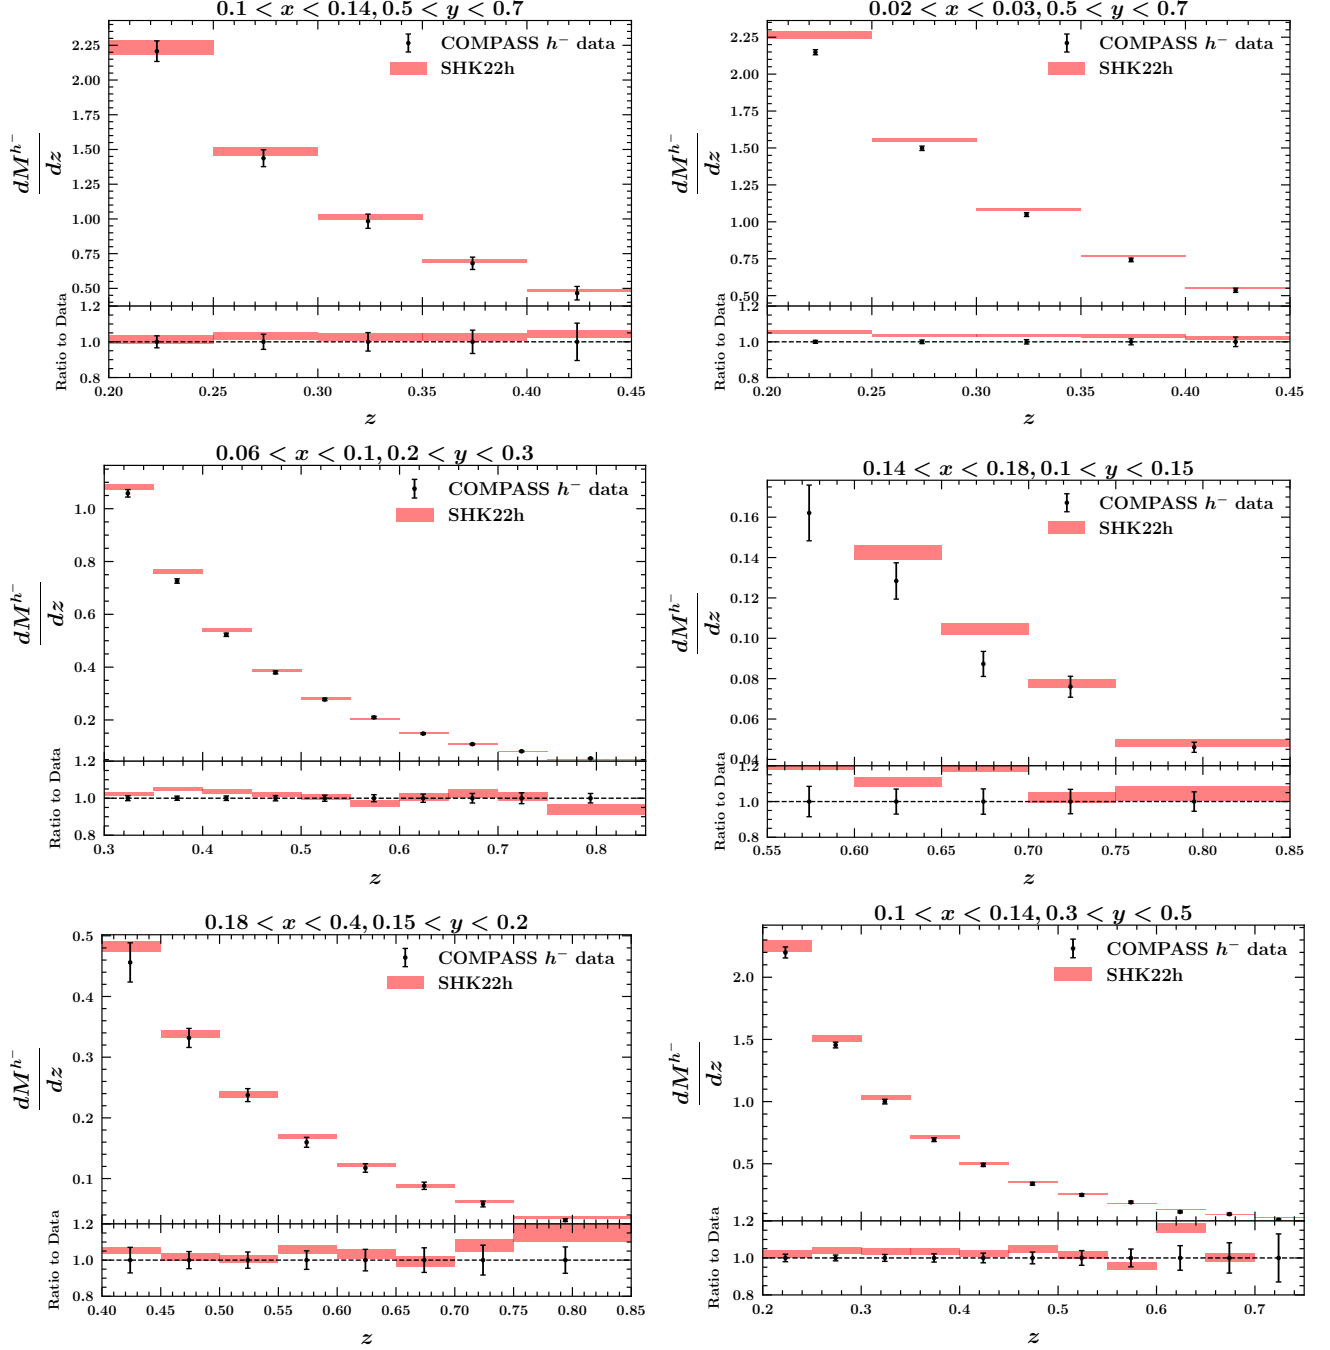 0.1 < x < 0.14, 0.5 < y < 0.7
2.25
2.00
1.75
1.50
1.25
1.00
0.75
0.50
dM^{h^-}
dz
COMPASS h^- data
SHK22h
Ratio to Data
1.2
1.0
0.8
0.20 0.25 0.30 0.35 0.40 0.45
z
0.02 < x < 0.03, 0.5 < y < 0.7
2.25
2.00
1.75
1.50
1.25
1.00
0.75
0.50
dM^{h^-}
dz
COMPASS h^- data
SHK22h
Ratio to Data
1.2
1.0
0.8
0.20 0.25 0.30 0.35 0.40 0.45
z
0.06 < x < 0.1, 0.2 < y < 0.3
1.0
0.8
0.6
0.4
0.2
dM^{h^-}
dz
COMPASS h^- data
SHK22h
Ratio to Data
1.2
1.0
0.8
0.3 0.4 0.5 0.6 0.7 0.8
z
0.14 < x < 0.18, 0.1 < y < 0.15
0.16
0.14
0.12
0.10
0.08
0.06
0.04
dM^{h^-}
dz
COMPASS h^- data
SHK22h
Ratio to Data
1.2
1.0
0.8
0.55 0.60 0.65 0.70 0.75 0.80 0.85
z
0.18 < x < 0.4, 0.15 < y < 0.2
0.5
0.4
0.3
0.2
0.1
dM^{h^-}
dz
COMPASS h^- data
SHK22h
Ratio to Data
1.2
1.0
0.8
0.40 0.45 0.50 0.55 0.60 0.65 0.70 0.75 0.80 0.85
z
0.1 < x < 0.14, 0.3 < y < 0.5
2.0
1.5
1.0
0.5
dM^{h^-}
dz
COMPASS h^- data
SHK22h
Ratio to Data
1.2
1.0
0.8
0.2 0.3 0.4 0.5 0.6 0.7
z